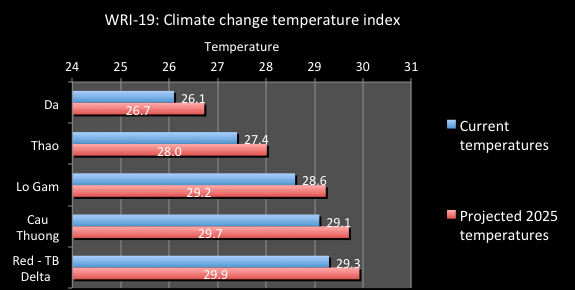 WRI-19: Climate change temperature index
Temperature
24 25 26 27 28 29 30 31
Da
26.1
26.7
Thao
27.4
28.0
Lo Gam
28.6
29.2
Cau
Thuong
29.1
29.7
Red - TB
Delta
29.3
29.9
Current
temperatures
Projected 2025
temperatures